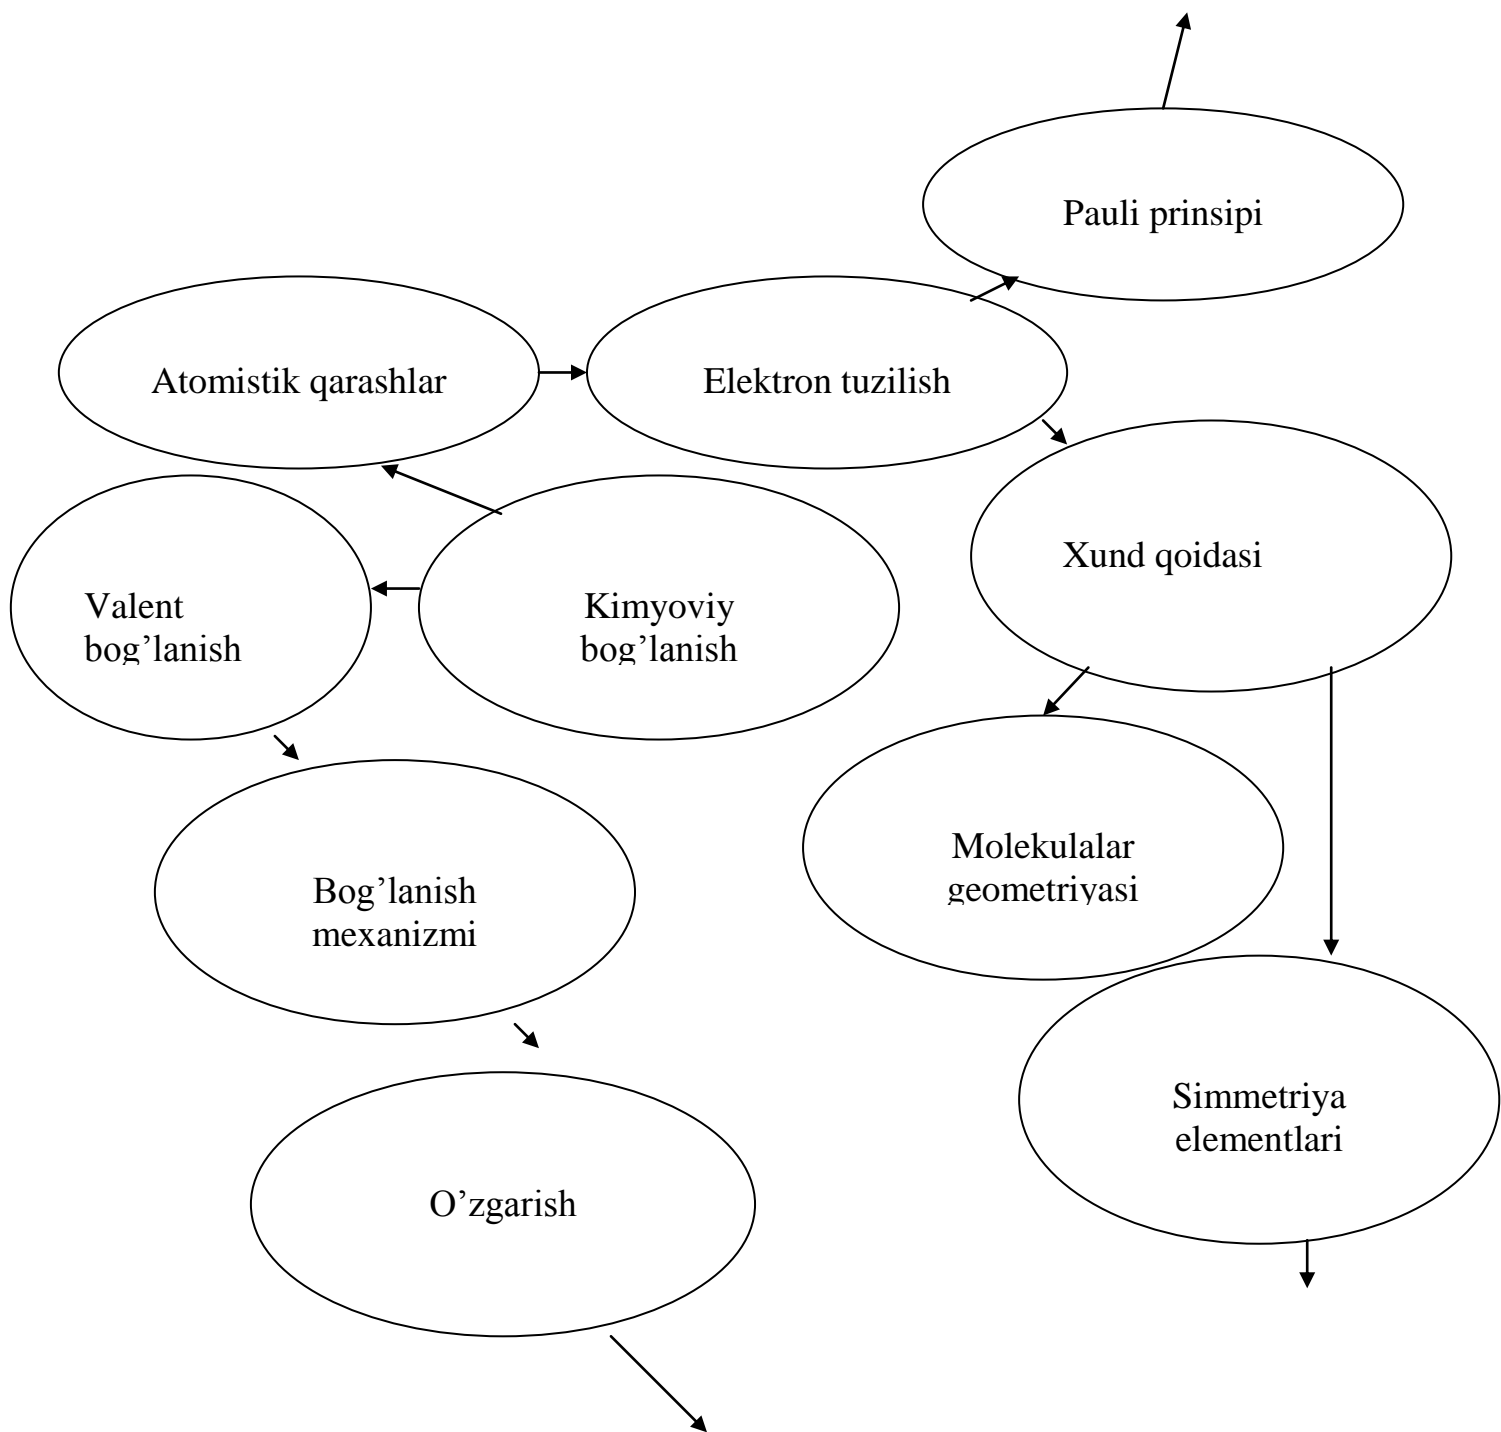 Pauli prinsipi
Atomistik qarashlar
Elektron tuzilish
Xund qoidasi
Valent
bog’lanish
Kimyoviy
bog’lanish
Molekulalar
geometriyasi
Bog’lanish
mexanizmi
Simmetriya
elementlari
O’zgarish